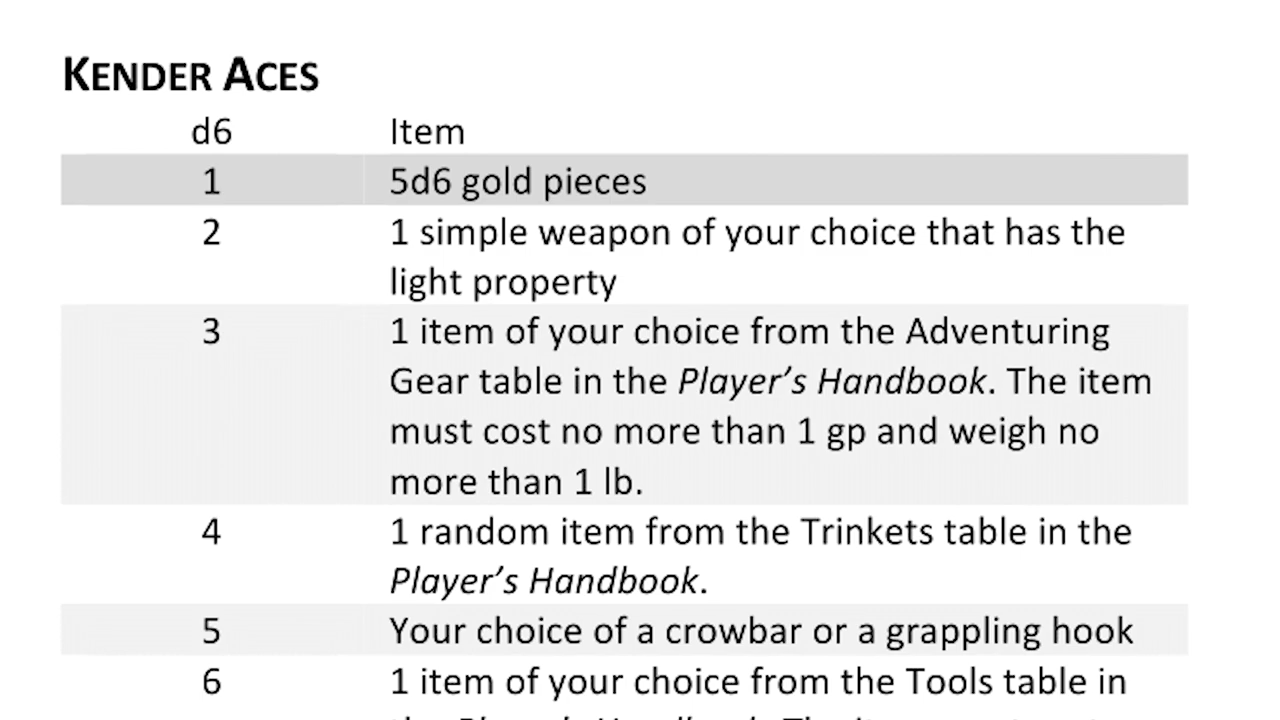 KENDER ACES
d6 Item
1 5d6 gold pieces
2 1 simple weapon of your choice that has the
light property
3 1 item of your choice from the Adventuring
Gear table in the Player’s Handbook. The item
must cost no more than 1 gp and weigh no
more than 1 lb.
4 1 random item from the Trinkets table in the
Player’s Handbook.
5 Your choice of a crowbar or a grappling hook
6 1 item of your choice from the Tools table in